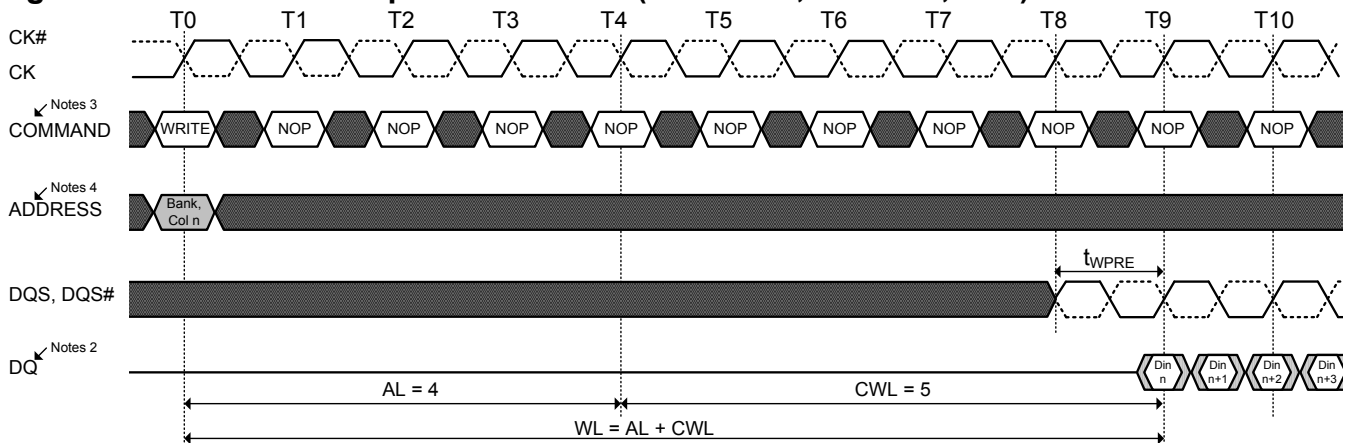 T0 T1 T2 T3 T4 T5 T6 T7 T8 T9 T10
CK#
CK
Notes 3
COMMAND WRITE NOP NOP NOP NOP NOP NOP NOP NOP NOP NOP
Notes 4
ADDRESS
Bank,
Col n
tWPRE
DQS, DQS#
Notes 2
DQ
Din Din Din Din
n n+1 n+2 n+3
AL = 4 CWL = 5
WL = AL + CWL